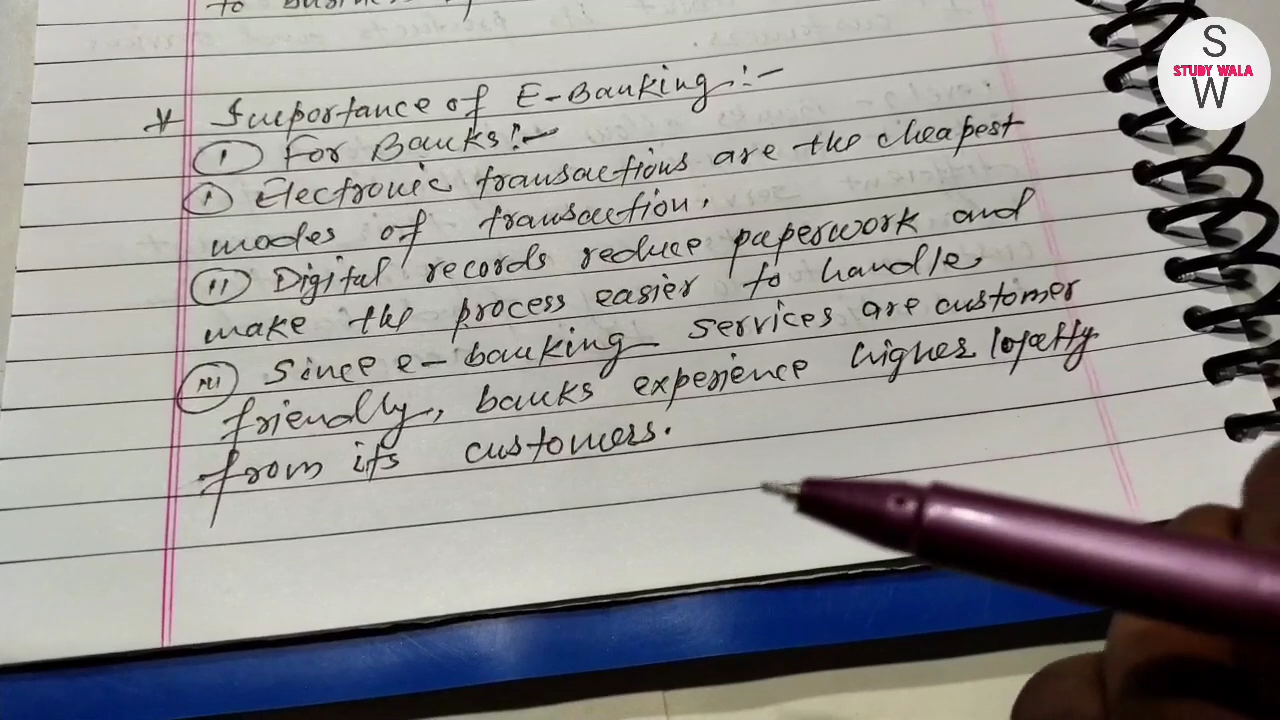 to busin
* Importance of E-Banking:-
① For Banks:-
① Electronic transactions are the cheapest
modes of transaction.
(II) Digital records reduce paperwork and
make the process easier to handle,
(III) Since e-banking services are customer
friendly, banks experience higher loyalty
from its customers.
S
STUDY WALA
W